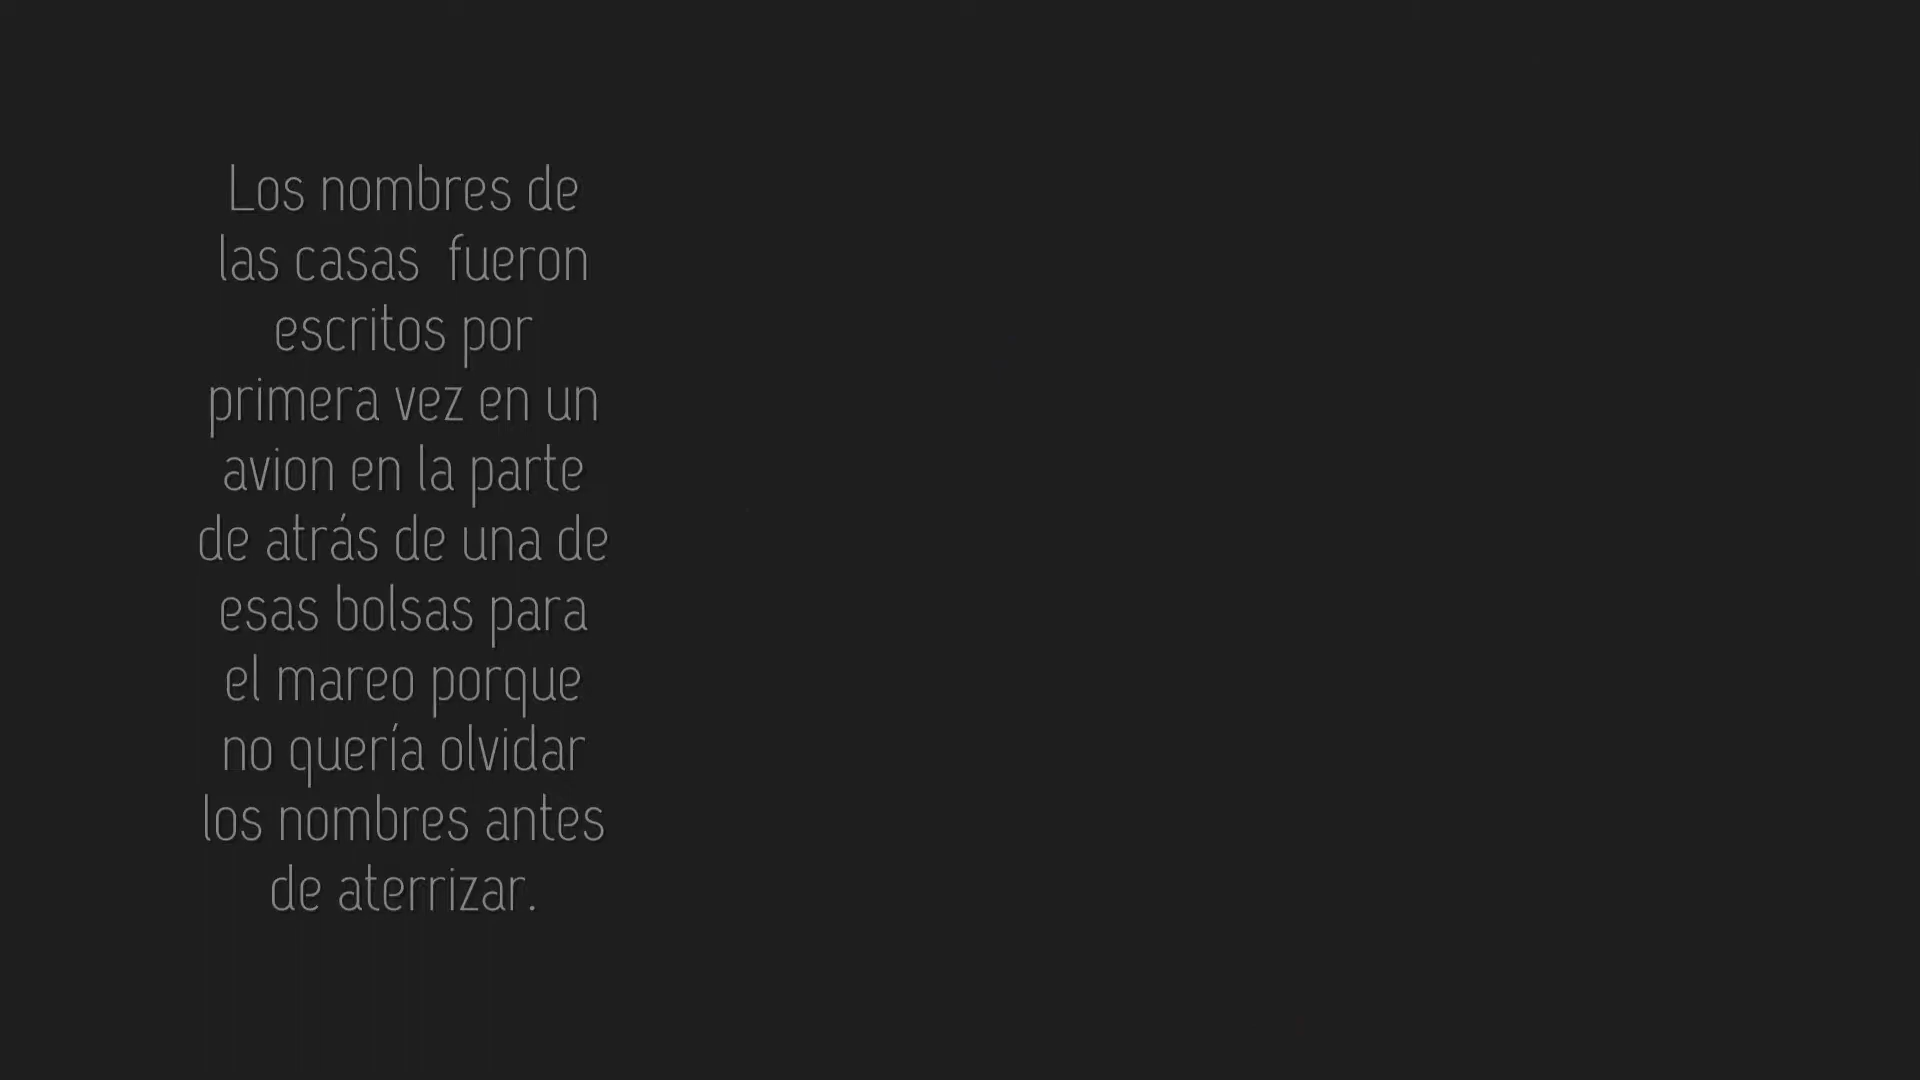 Los nombres de
las casas  fueron
escritos por
primera vez en un
avion en la parte
de atrás de una de
esas bolsas para
el mareo porque
no quería olvidar
los nombres antes
de aterrizar.